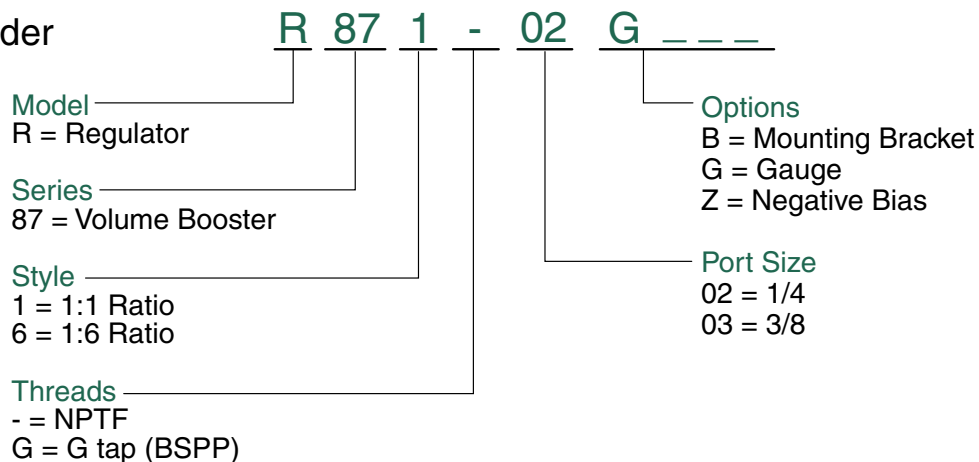 der
R 87 1 - 02 G _ _ _
Model
R = Regulator
Series
87 = Volume Booster
Style
1 = 1:1 Ratio
6 = 1:6 Ratio
Threads
- = NPTF
G = G tap (BSPP)
Options
B = Mounting Bracket
G = Gauge
Z = Negative Bias
Port Size
02 = 1/4
03 = 3/8